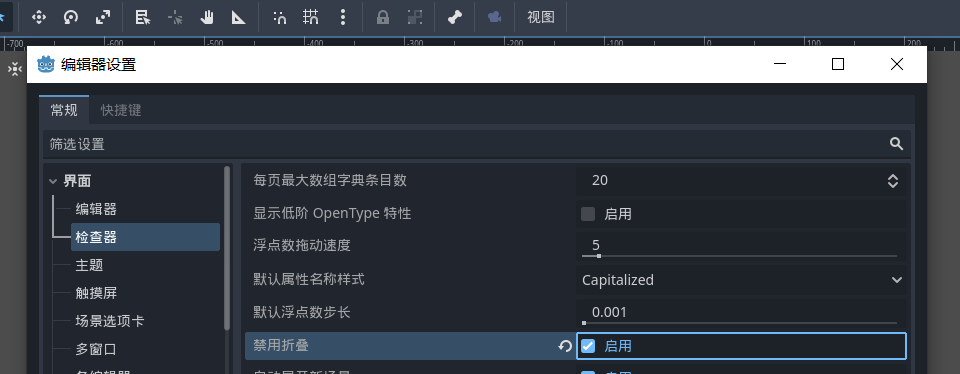 视图
-700 -600 -500 -400 -300 -200 -100 0 100 200
编辑器设置
常规 快捷键
筛选设置
界面
编辑器
检查器
主题
触摸屏
场景选项卡
多窗口
每页最大数组字典条目数 20
显示低阶 OpenType 特性 启用
浮点数拖动速度 5
默认属性名称样式 Capitalized
默认浮点数步长 0.001
禁用折叠 启用